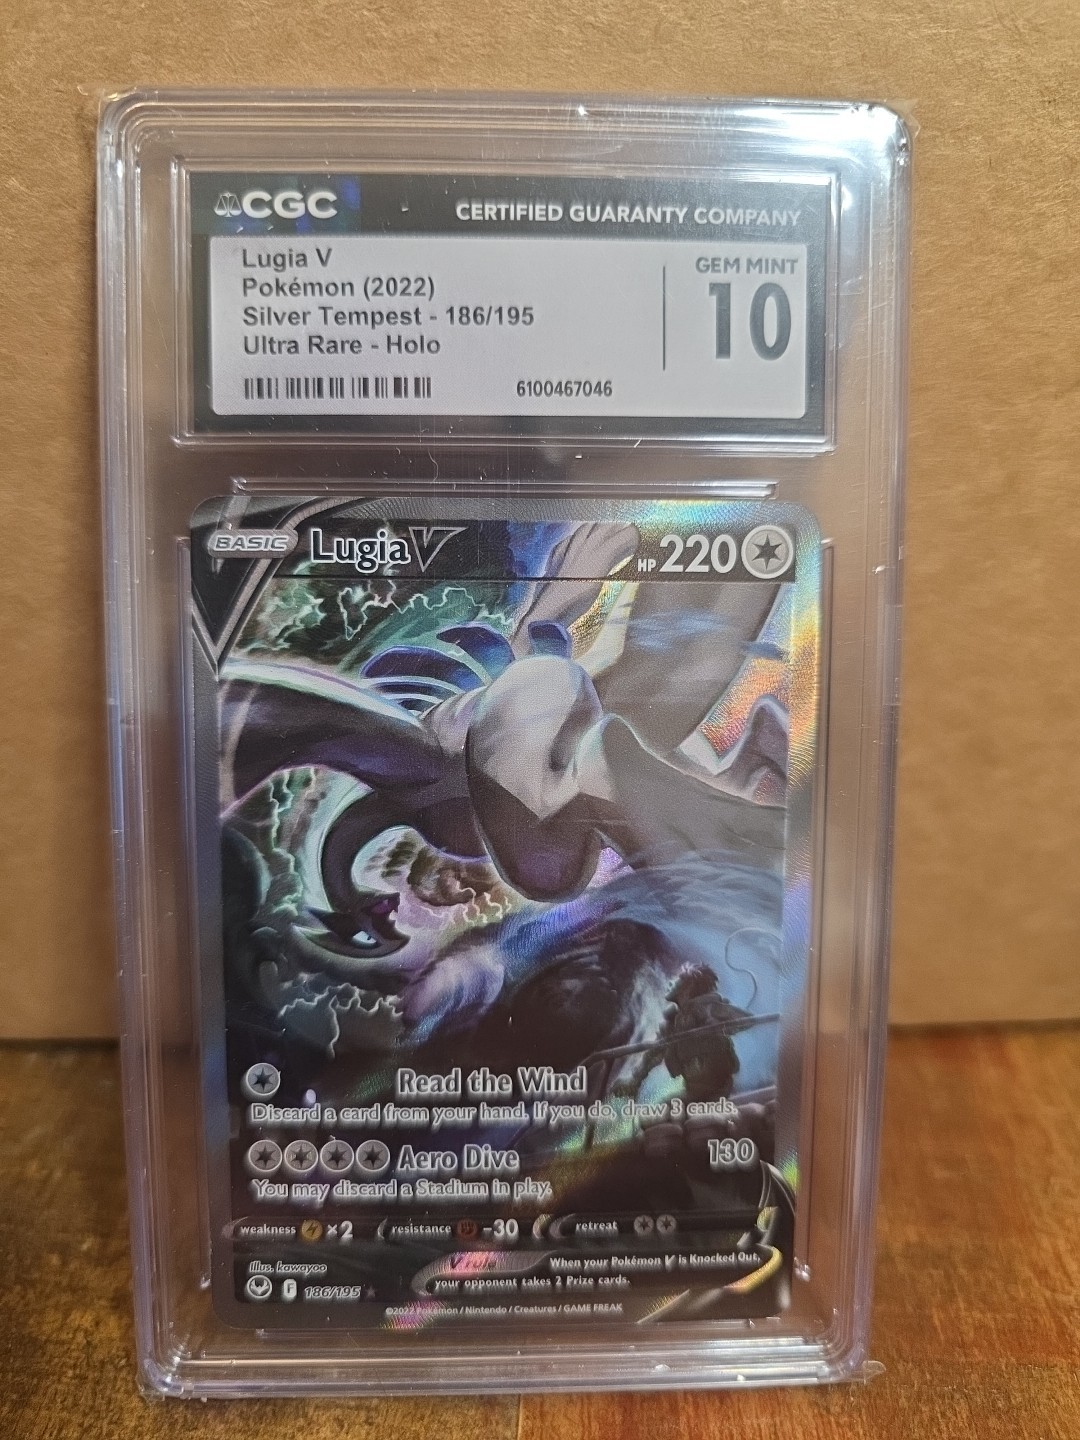 CGC
CERTIFIED GUARANTY COMPANY
Lugia V
Pokémon (2022)
Silver Tempest - 186/195
Ultra Rare - Holo
GEM MINT
10
6100467046
BASIC Lugia V HP 220
Read the Wind
Discard a card from your hand. If you do, draw 3 cards.
Aero Dive 130
You may discard a Stadium in play.
weakness ×2 resistance -30 retreat
V rule When your Pokémon V is Knocked Out,
your opponent takes 2 Prize cards.
Illus. kawayoo
F 186/195
©2022 Pokémon / Nintendo / Creatures / GAME FREAK